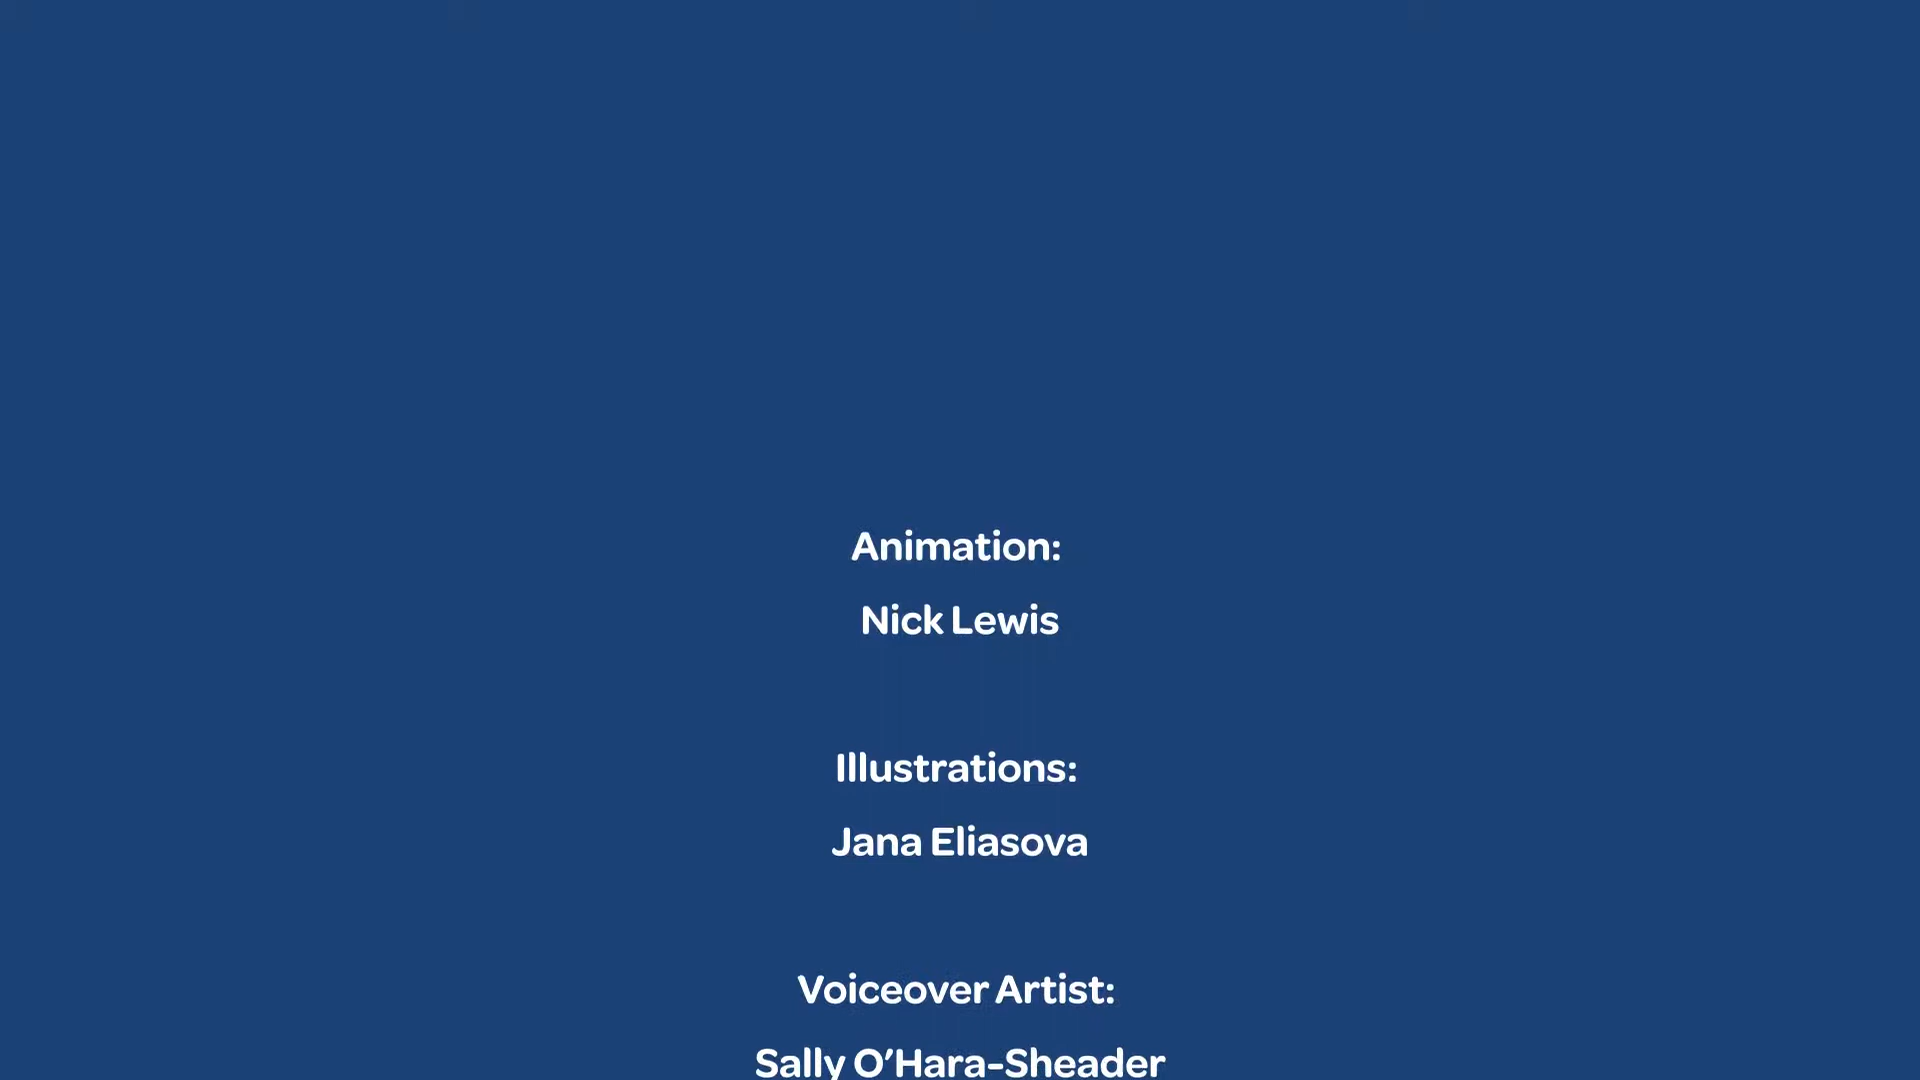 Animation:
Nick Lewis
Illustrations:
Jana Eliasova
Voiceover Artist:
Sally O’Hara-Sheader